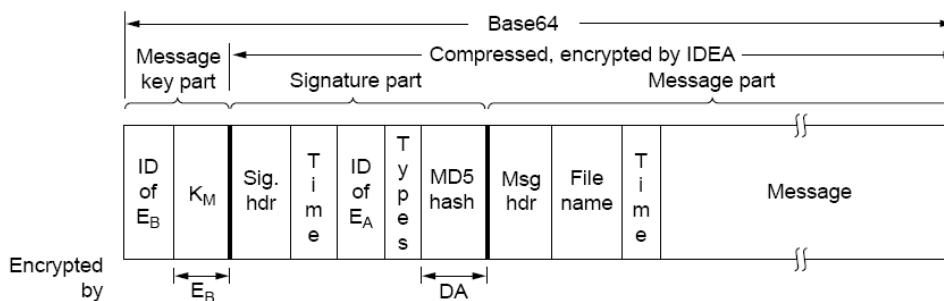 Base64
Message
key part
Compressed, encrypted by IDEA
Signature part
Message part
ID
of
E_B
K_M
Sig.
hdr
Time
ID
of
E_A
Types
MD5
hash
Msg
hdr
File
name
Time
Message
Encrypted
by
E_B
DA